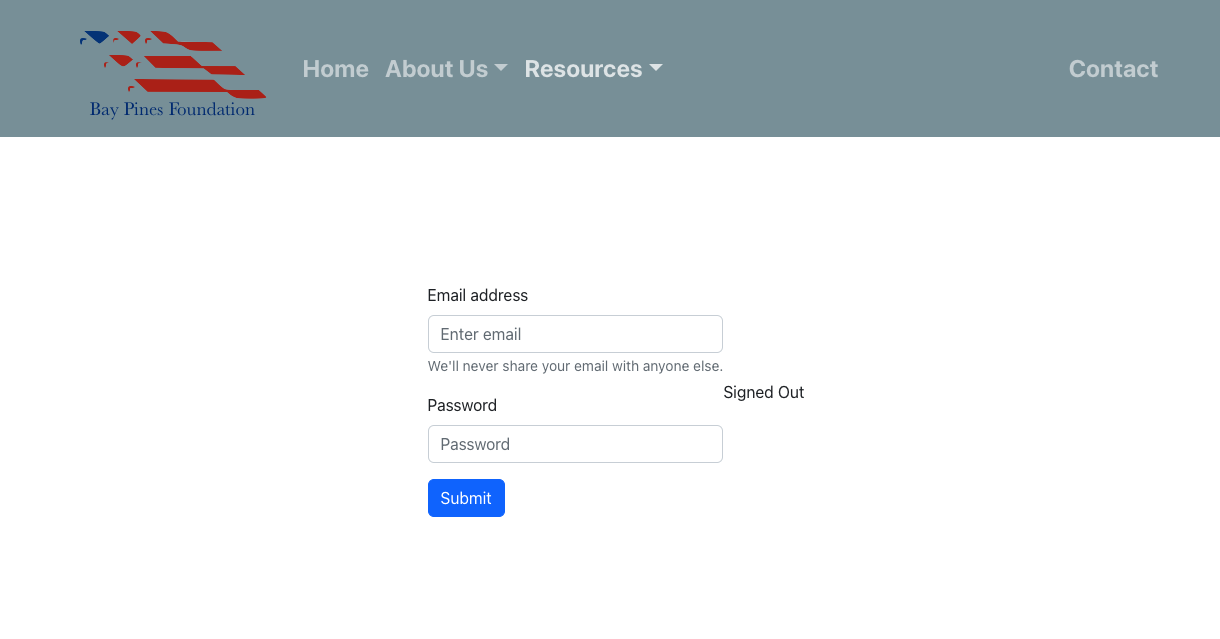 Home About Us Resources Contact
Bay Pines Foundation
Email address
Enter email
We'll never share your email with anyone else.
Signed Out
Password
Password
Submit